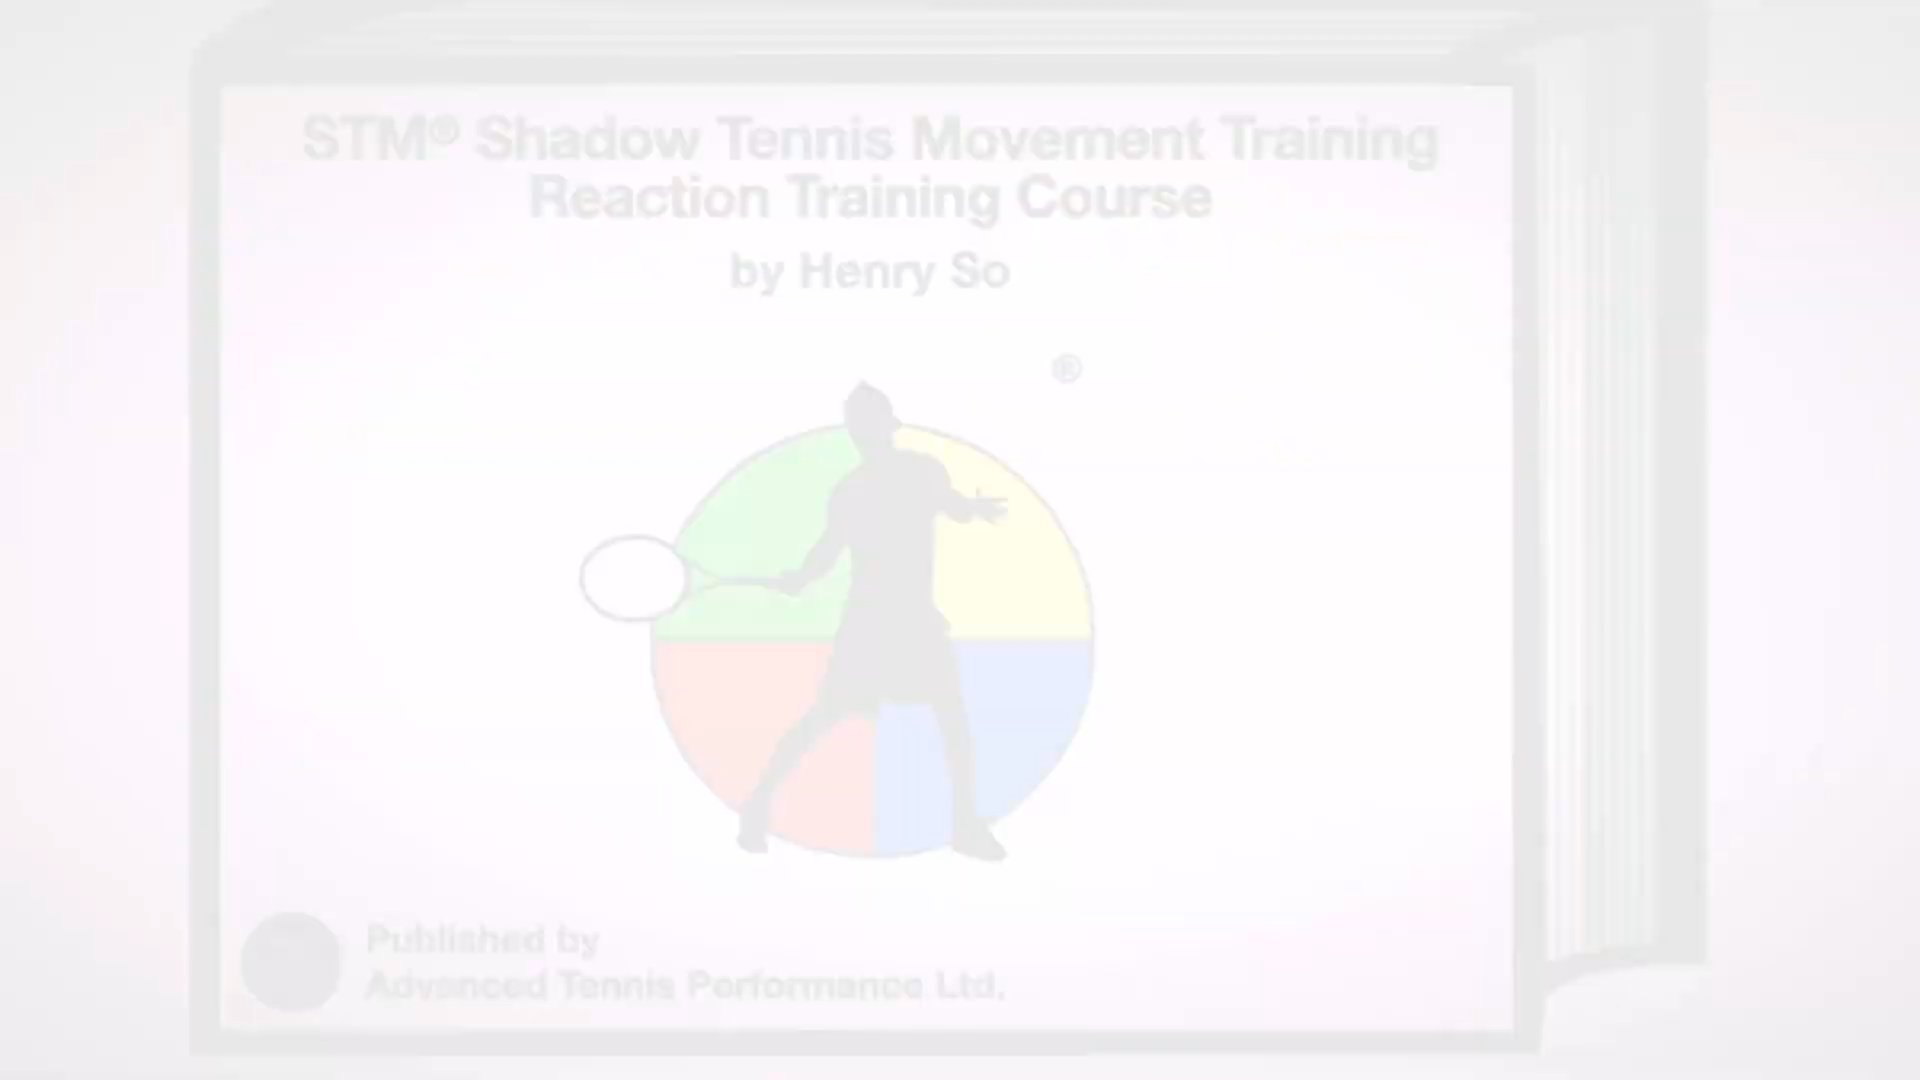 STM® Shadow Tennis Movement Training
Reaction Training Course
by Henry So
®
Published by
Advanced Tennis Performance Ltd.